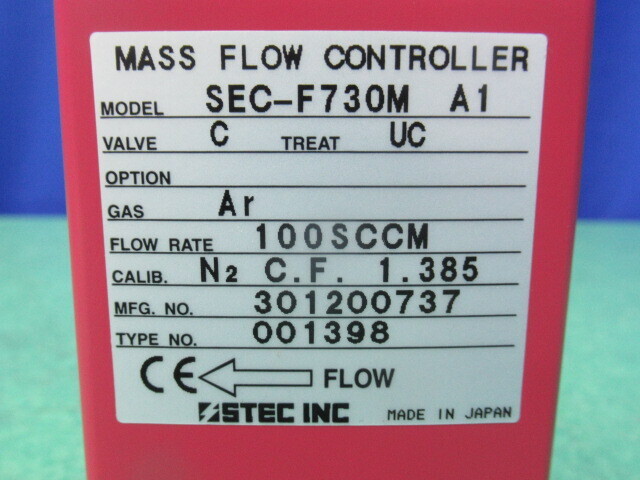 MASS FLOW CONTROLLER
MODEL SEC-F730M A1
VALVE C TREAT UC
OPTION
GAS Ar
FLOW RATE 100SCCM
CALIB. N2 C.F. 1.385
MFG. NO. 301200737
TYPE NO. 001398
CE FLOW
STEC INC MADE IN JAPAN